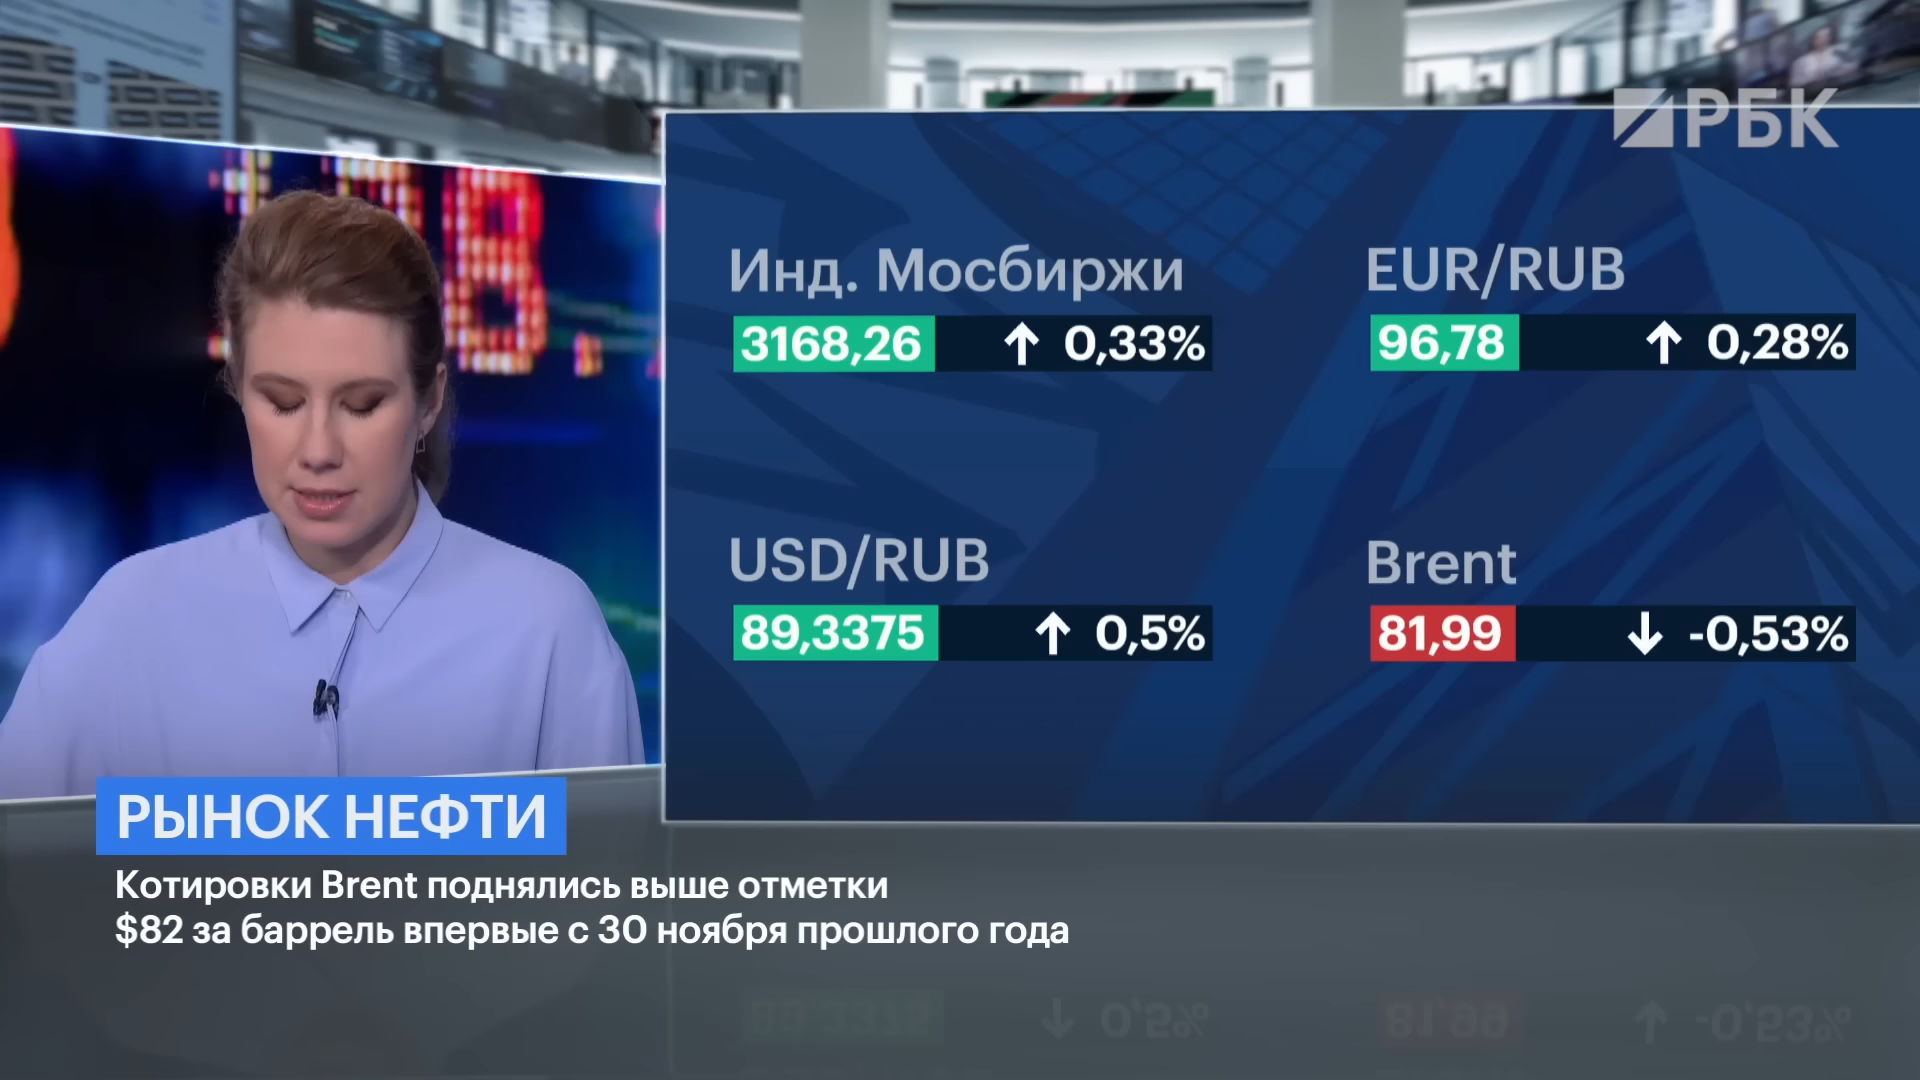 РБК
Инд. Мосбиржи
3168,26 ↑ 0,33%
EUR/RUB
96,78 ↑ 0,28%
USD/RUB
89,3375 ↑ 0,5%
Brent
81,99 ↓ -0,53%
РЫНОК НЕФТИ
Котировки Brent поднялись выше отметки
$82 за баррель впервые с 30 ноября прошлого года